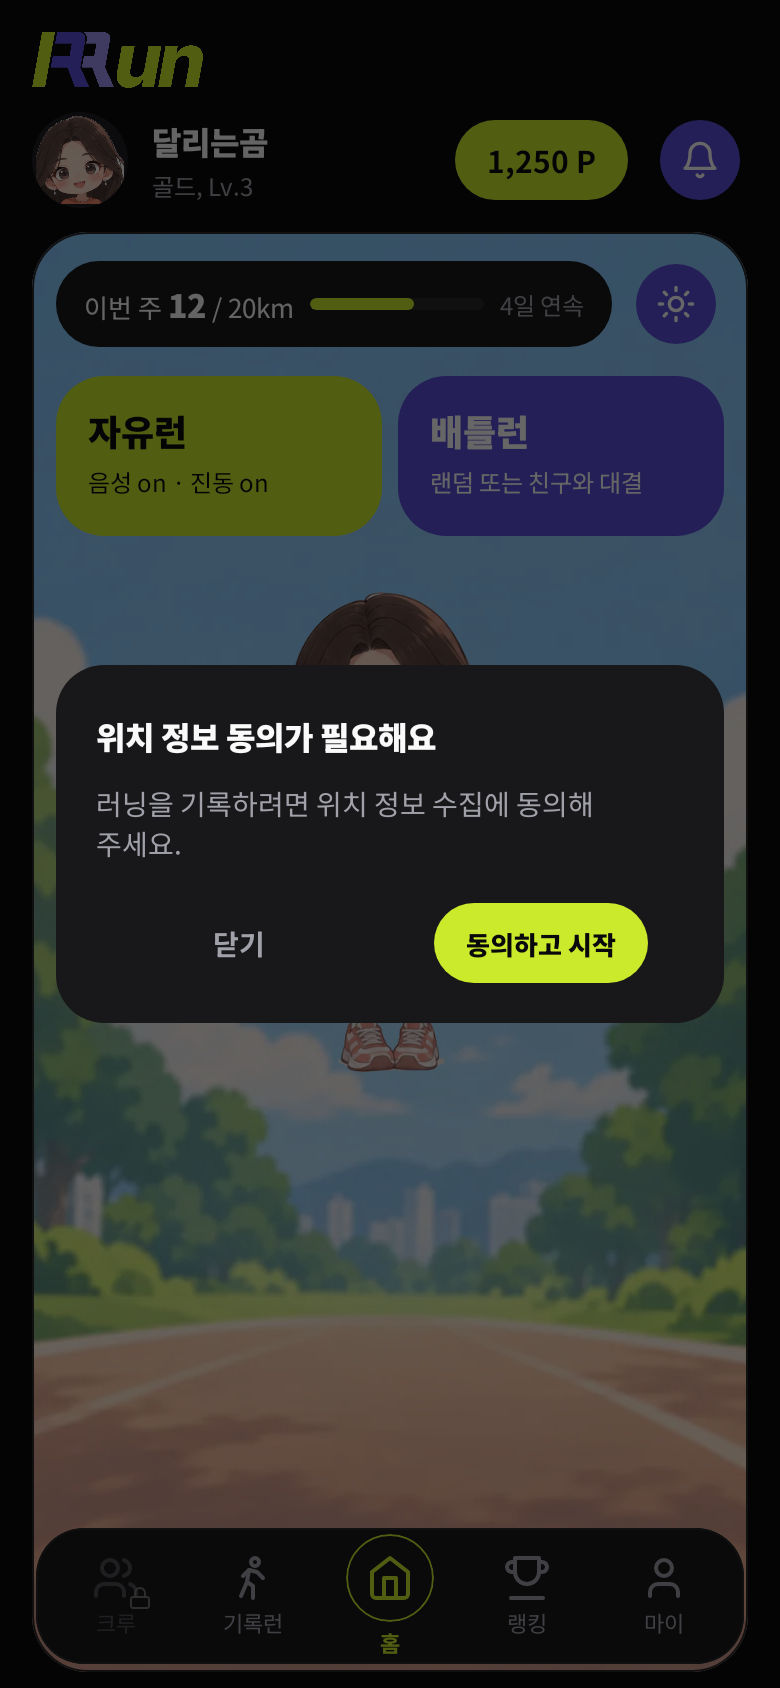 RRun
달리는곰
골드, Lv.3
1,250 P
이번 주 12 / 20km
4일 연속
자유런
음성 on · 진동 on
배틀런
랜덤 또는 친구와 대결
위치 정보 동의가 필요해요
러닝을 기록하려면 위치 정보 수집에 동의해
주세요.
닫기
동의하고 시작
크루
기록런
홈
랭킹
마이